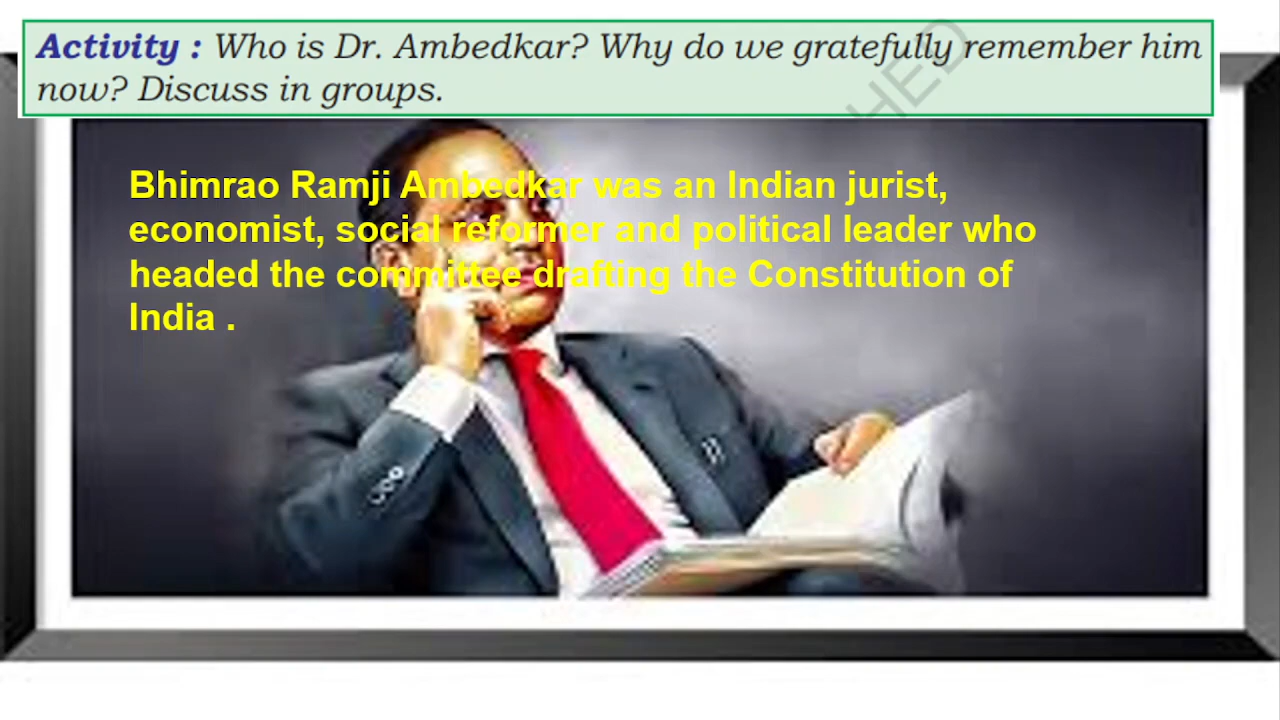 Activity : Who is Dr. Ambedkar? Why do we gratefully remember him
now? Discuss in groups.
Bhimrao Ramji Ambedkar was an Indian jurist,
economist, social reformer and political leader who
headed the committee drafting the Constitution of
India .